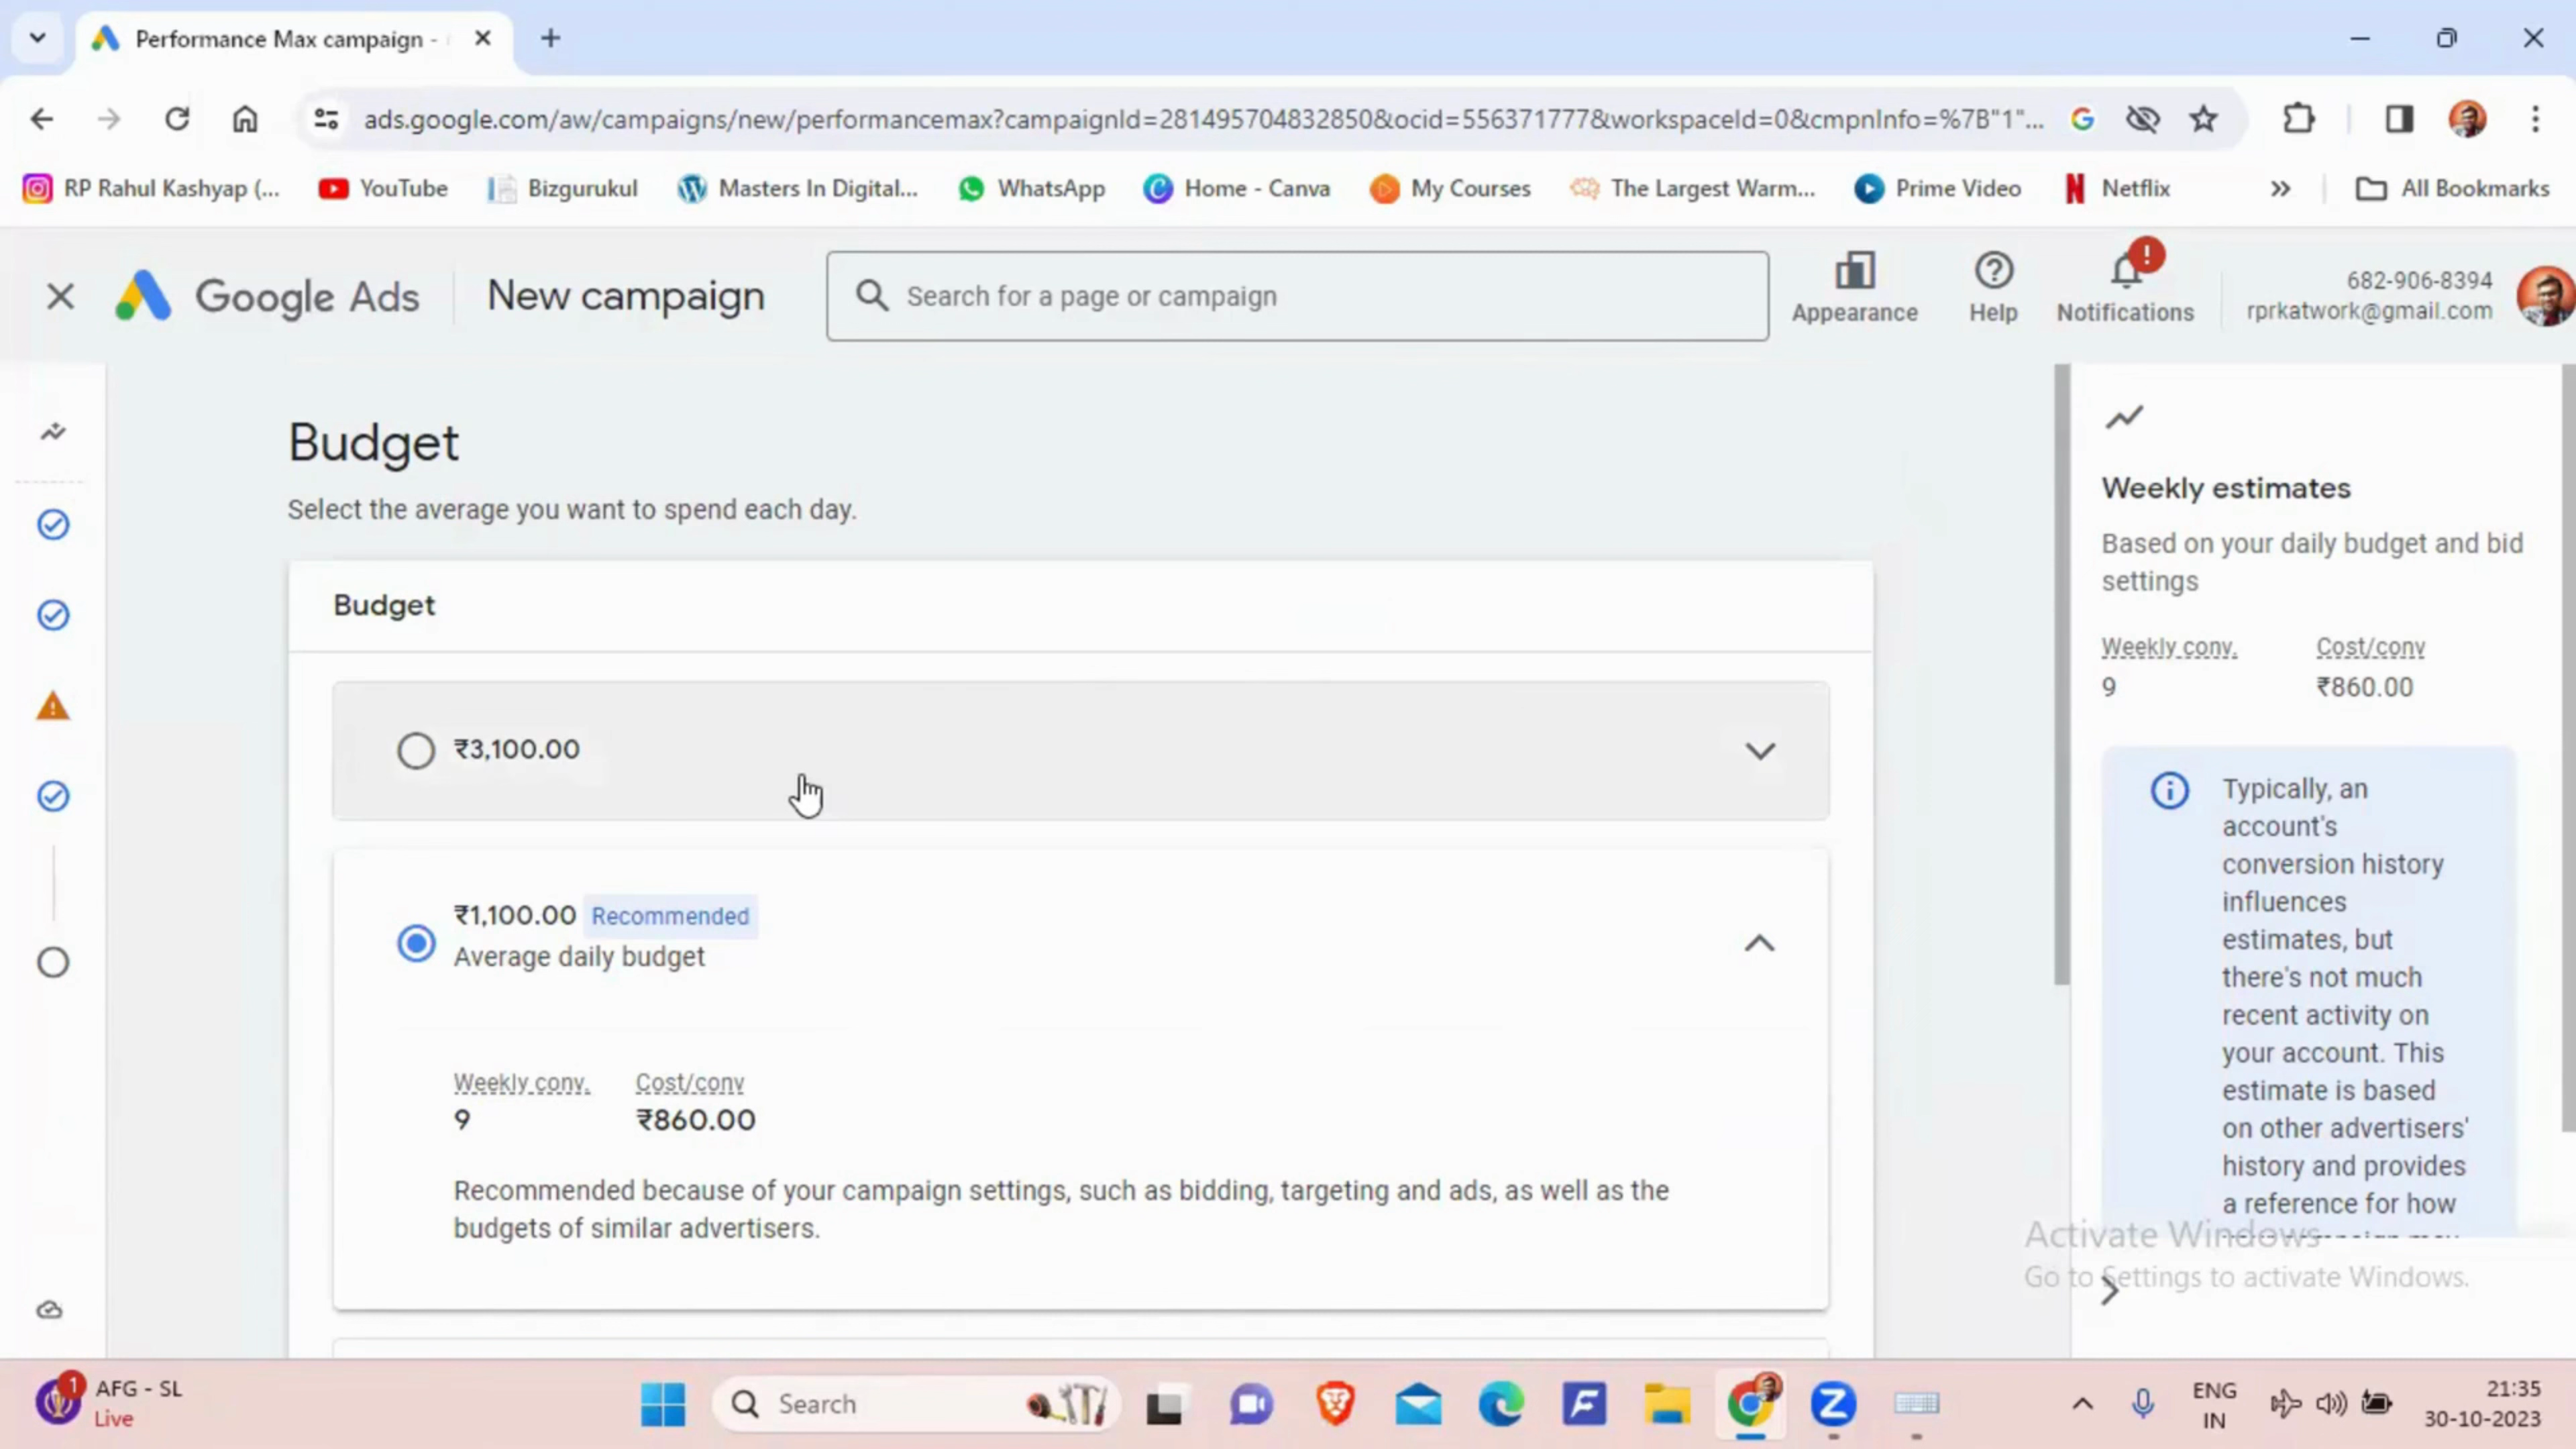 Performance Max campaign -
ads.google.com/aw/campaigns/new/performancemax?campaignId=281495704832850&ocid=556371777&workspaceId=0&cmpnInfo=%7B"1"...
RP Rahul Kashyap (...
YouTube
Bizgurukul
Masters In Digital...
WhatsApp
Home - Canva
My Courses
The Largest Warm...
Prime Video
Netflix
All Bookmarks
Google Ads
New campaign
Search for a page or campaign
Appearance
Help
Notifications
682-906-8394
rprkatwork@gmail.com
Budget
Select the average you want to spend each day.
Budget
₹3,100.00
₹1,100.00 Recommended
Average daily budget
Weekly conv. Cost/conv
9 ₹860.00
Recommended because of your campaign settings, such as bidding, targeting and ads, as well as the
budgets of similar advertisers.
Weekly estimates
Based on your daily budget and bid
settings
Weekly conv. Cost/conv
9 ₹860.00
Typically, an
account's
conversion history
influences
estimates, but
there's not much
recent activity on
your account. This
estimate is based
on other advertisers'
history and provides
a reference for how
Activate Windows
Go to Settings to activate Windows.
1
AFG - SL
Live
Search
ENG
IN
21:35
30-10-2023